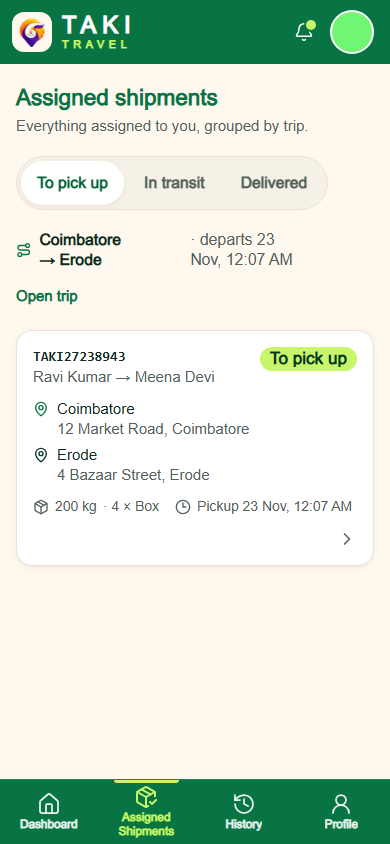 TAKI
TRAVEL
Assigned shipments
Everything assigned to you, grouped by trip.
To pick up
In transit
Delivered
Coimbatore
→ Erode
· departs 23
Nov, 12:07 AM
Open trip
TAKI27238943
To pick up
Ravi Kumar → Meena Devi
Coimbatore
12 Market Road, Coimbatore
Erode
4 Bazaar Street, Erode
200 kg · 4 × Box
Pickup 23 Nov, 12:07 AM
Dashboard
Assigned
Shipments
History
Profile